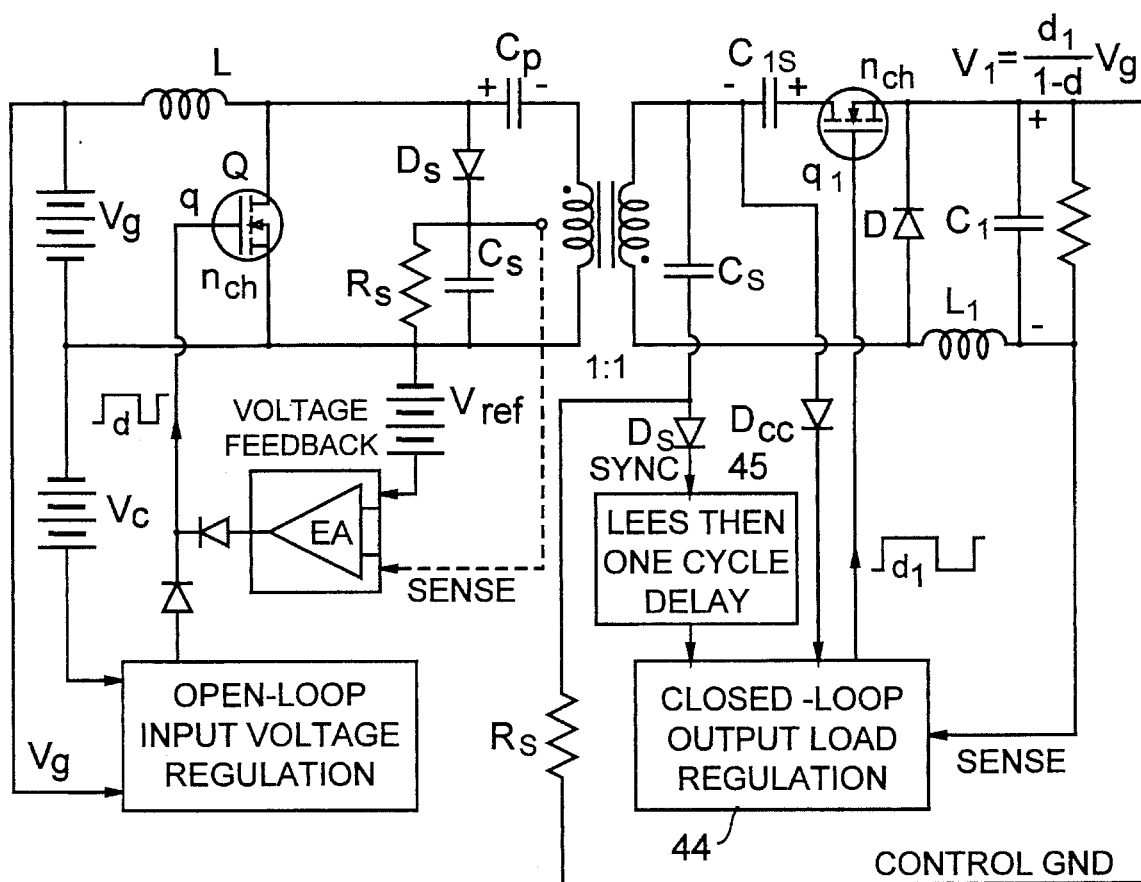 L
Cp
C1S
nch
V1= d1/1-d Vg
+ -
- +
+
Q
q
Vg
nch
Ds
Rs
Cs
CS
q1
D
C1
L1
-
1:1
d
VOLTAGE
FEEDBACK
Vref
DS
SYNC
Dcc
45
Vc
EA
SENSE
LEES THEN
ONE CYCLE
DELAY
d1
OPEN-LOOP
INPUT VOLTAGE
REGULATION
Vg
RS
CLOSED -LOOP
OUTPUT LOAD
REGULATION
SENSE
44
CONTROL GND